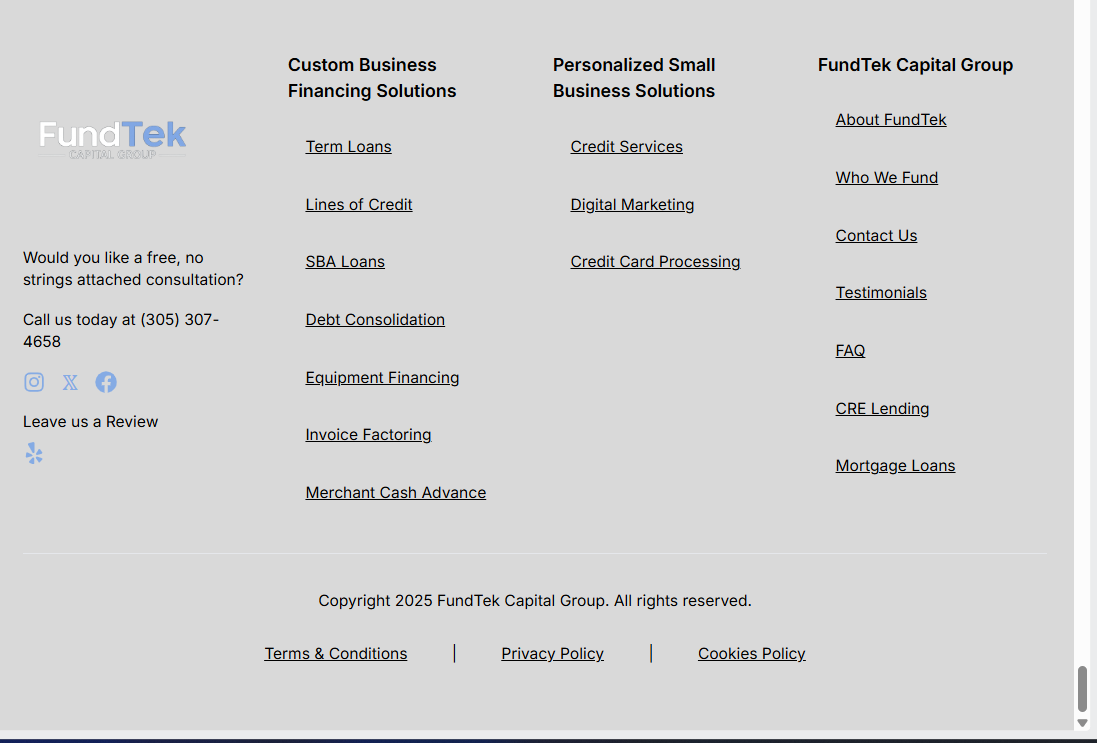 FundTek
CAPITAL GROUP
Would you like a free, no
strings attached consultation?
Call us today at (305) 307-
4658
Leave us a Review
Custom Business
Financing Solutions
Term Loans
Lines of Credit
SBA Loans
Debt Consolidation
Equipment Financing
Invoice Factoring
Merchant Cash Advance
Personalized Small
Business Solutions
Credit Services
Digital Marketing
Credit Card Processing
FundTek Capital Group
About FundTek
Who We Fund
Contact Us
Testimonials
FAQ
CRE Lending
Mortgage Loans
Copyright 2025 FundTek Capital Group. All rights reserved.
Terms & Conditions | Privacy Policy | Cookies Policy